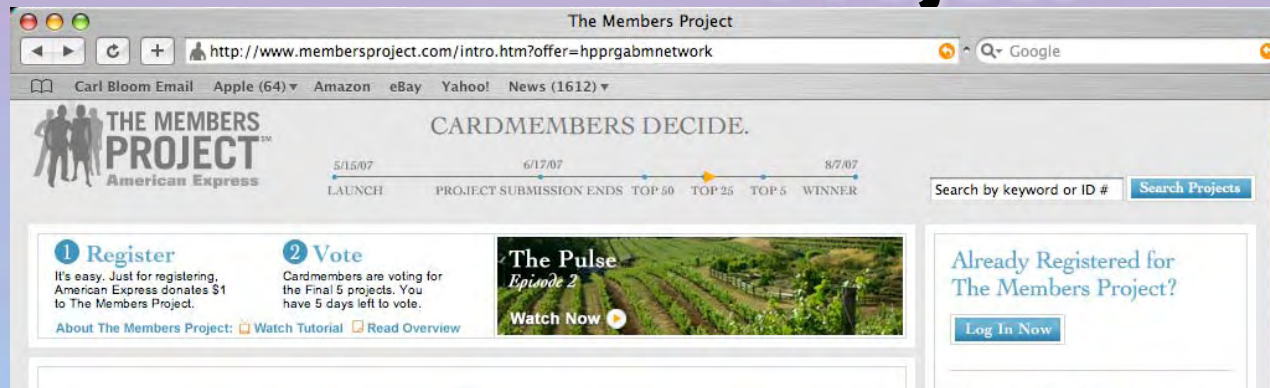 The Members Project
http://www.membersproject.com/intro.htm?offer=hpprgabmnetwork
Google
Carl Bloom Email Apple (64) Amazon eBay Yahoo! News (1612)
THE MEMBERS
PROJECT℠
American Express
CARDMEMBERS DECIDE.
5/15/07 6/17/07 8/7/07
LAUNCH PROJECT SUBMISSION ENDS TOP 50 TOP 25 TOP 5 WINNER
Search by keyword or ID # Search Projects
1 Register
It's easy. Just for registering,
American Express donates $1
to The Members Project.
2 Vote
Cardmembers are voting for
the Final 5 projects. You
have 5 days left to vote.
About The Members Project: Watch Tutorial Read Overview
The Pulse
Episode 2
Watch Now
Already Registered for
The Members Project?
Log In Now